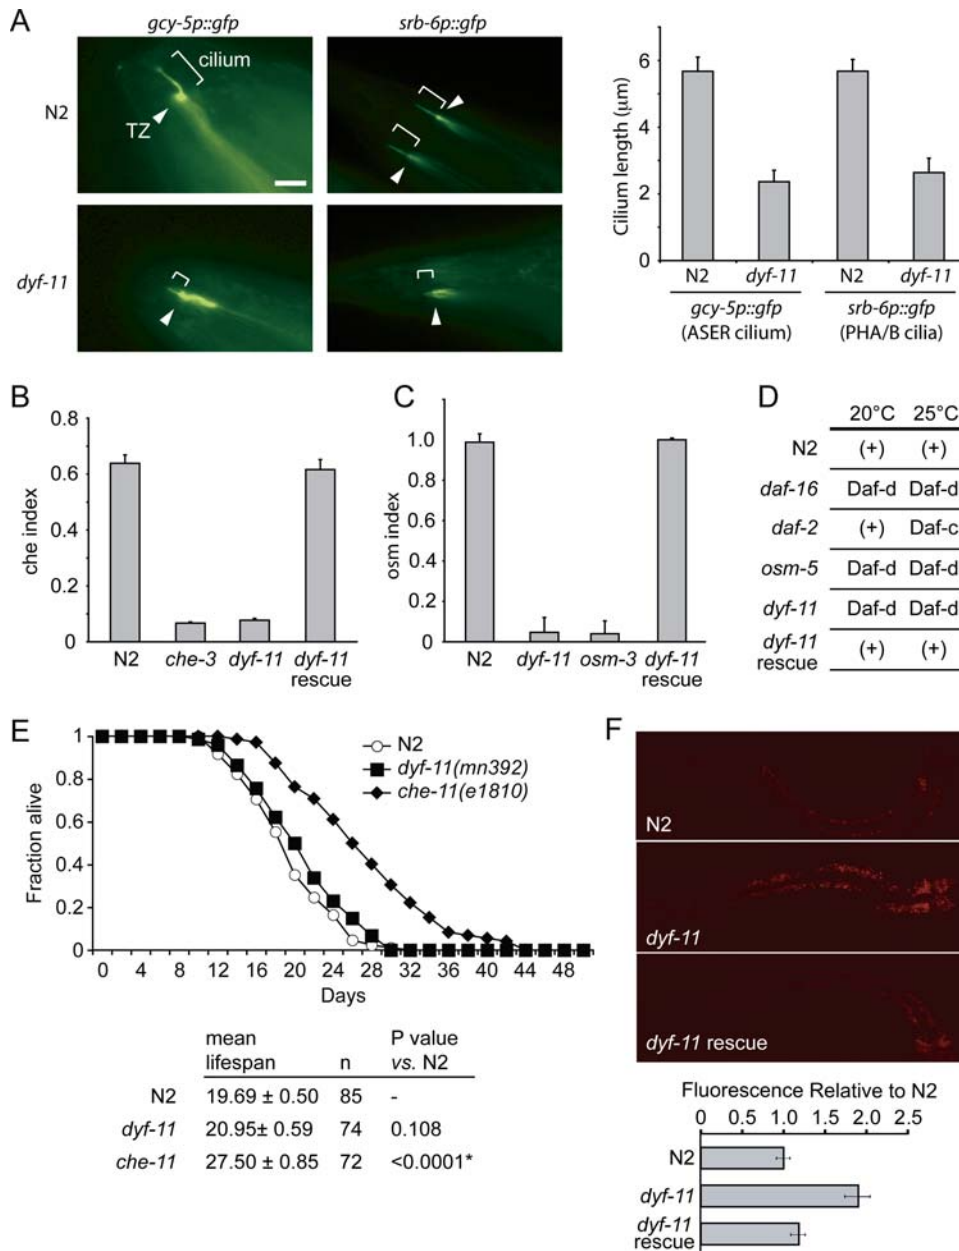 A
gcy-5p::gfp
srb-6p::gfp
N2
cilium
TZ
dyf-11
Cilium length (μm)
6
4
2
0
N2 dyf-11 N2 dyf-11
gcy-5p::gfp srb-6p::gfp
(ASER cilium) (PHA/B cilia)
B
che index
0.8
0.6
0.4
0.2
0
N2 che-3 dyf-11 dyf-11
rescue
C
osm index
1.0
0.8
0.6
0.4
0.2
0
N2 dyf-11 osm-3 dyf-11
rescue
D
20°C 25°C
N2 (+) (+)
daf-16 Daf-d Daf-d
daf-2 (+) Daf-c
osm-5 Daf-d Daf-d
dyf-11 Daf-d Daf-d
dyf-11
rescue (+) (+)
E
Fraction alive
1
0.8
0.6
0.4
0.2
0
N2
dyf-11(mn392)
che-11(e1810)
0 4 8 12 16 20 24 28 32 36 40 44 48
Days
mean
lifespan n P value
vs. N2
N2 19.69 ± 0.50 85 -
dyf-11 20.95± 0.59 74 0.108
che-11 27.50 ± 0.85 72 <0.0001*
F
N2
dyf-11
dyf-11 rescue
Fluorescence Relative to N2
0 0.5 1.0 1.5 2.0 2.5
N2
dyf-11
dyf-11
rescue